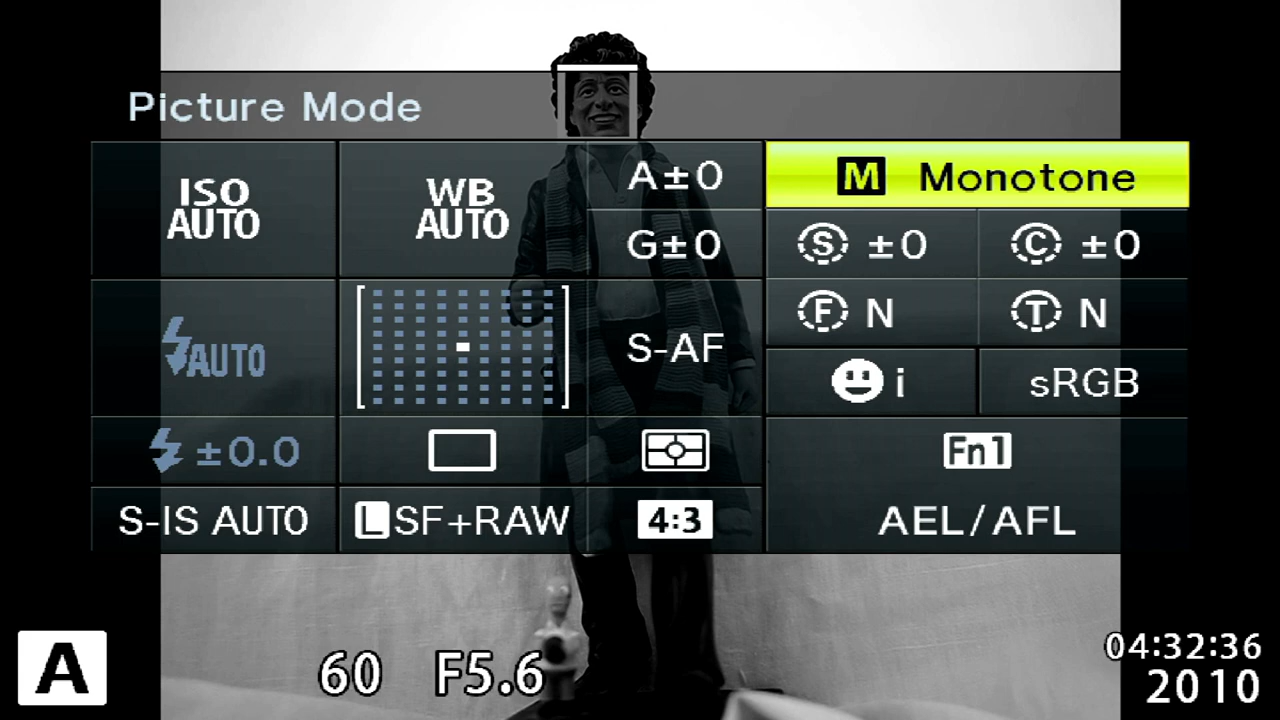 Picture Mode
ISO AUTO
WB AUTO
A±0
G±0
M Monotone
S ±0
C ±0
F N
T N
AUTO
S-AF
i
sRGB
±0.0
Fn1
S-IS AUTO
LSF+RAW
4:3
AEL/AFL
A
60 F5.6
04:32:36
2010